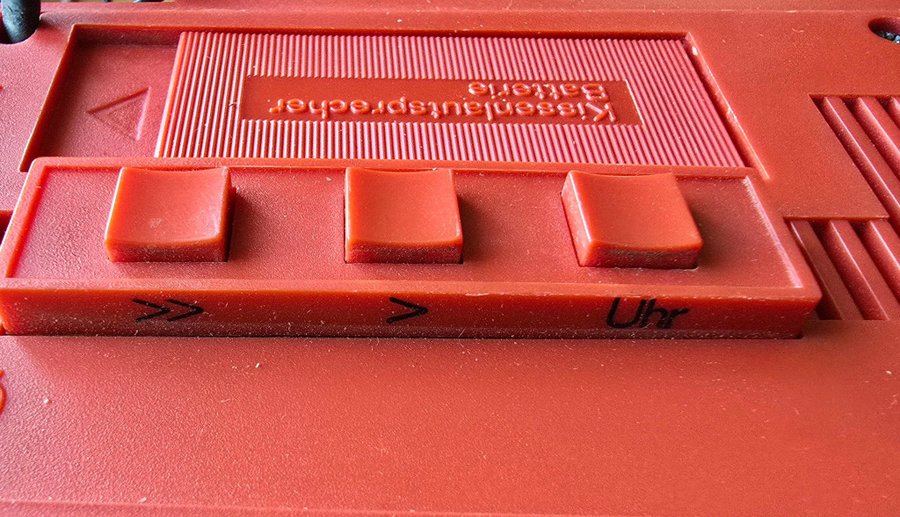 Kissenlautsprecher
Batterie
>> > Uhr